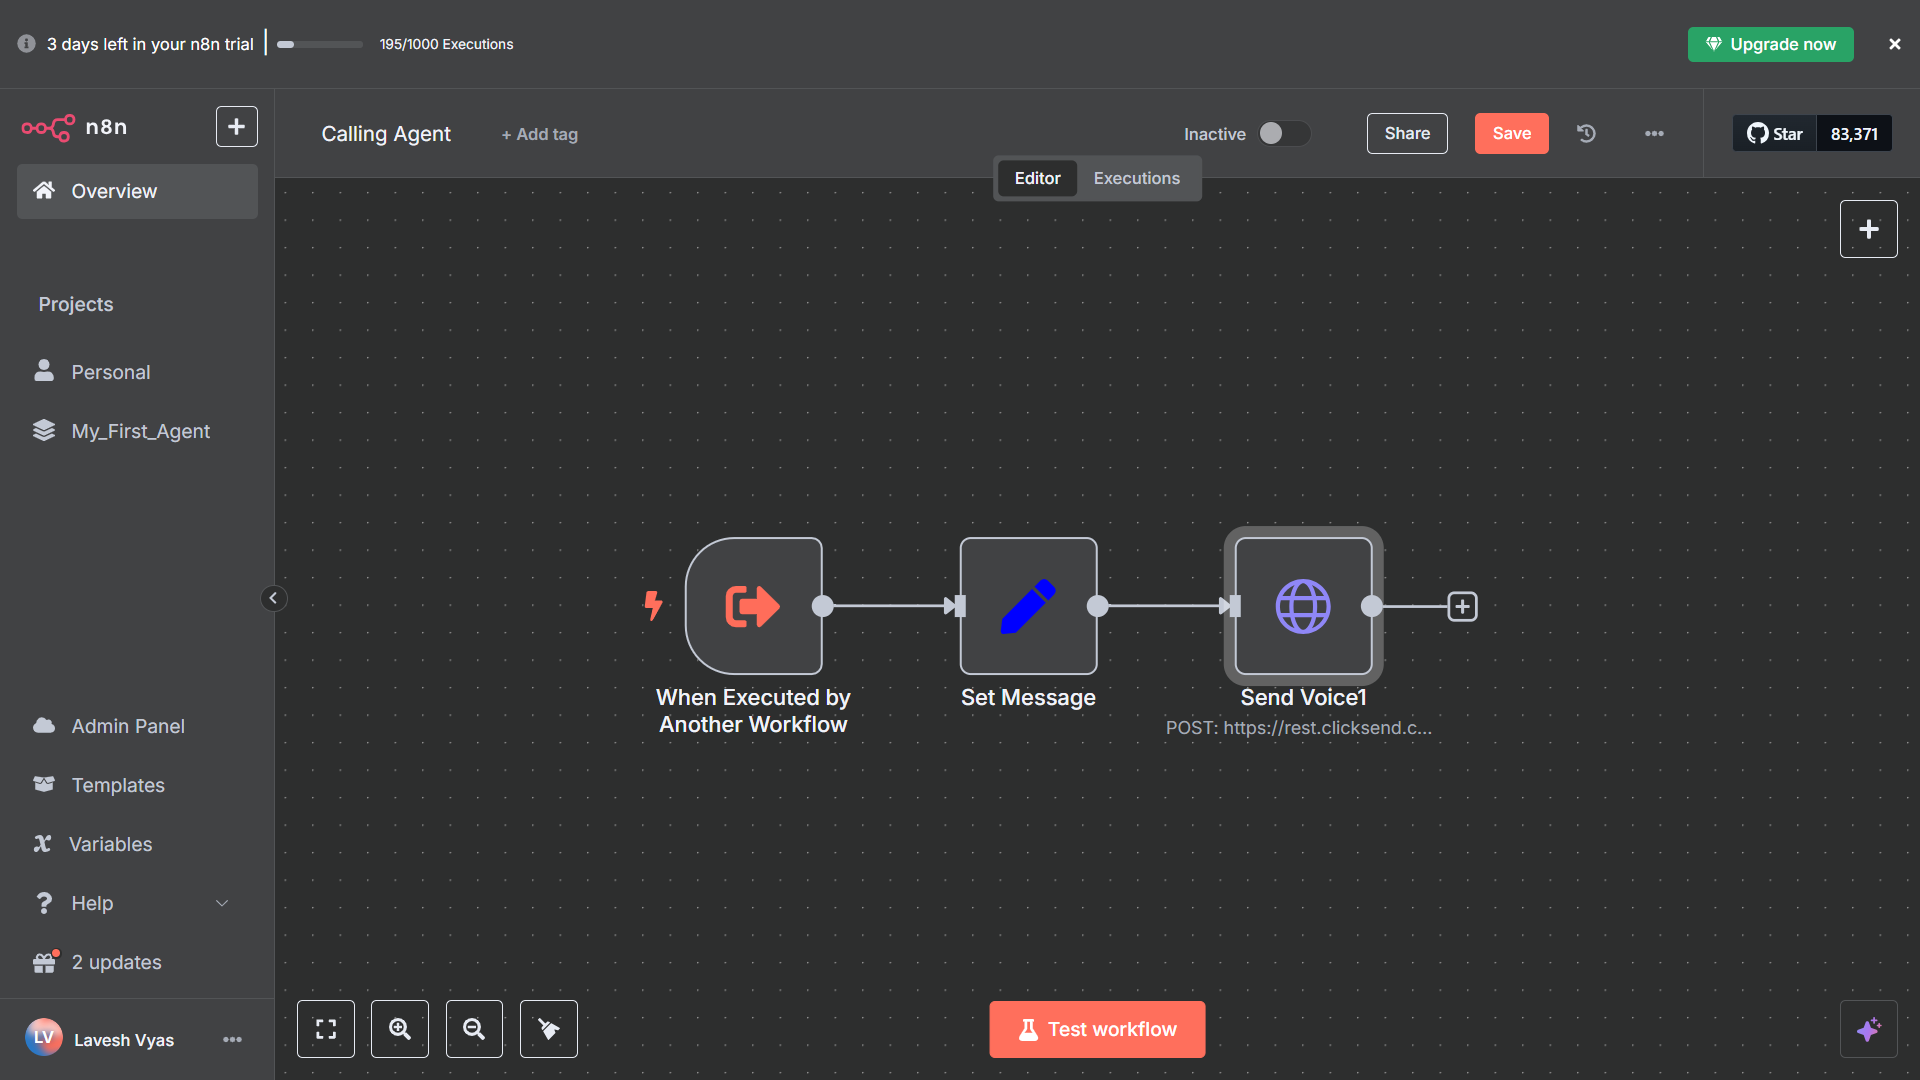 3 days left in your n8n trial
195/1000 Executions
Upgrade now
n8n
Calling Agent
+ Add tag
Inactive
Share
Save
Star
83,371
Editor
Executions
Overview
Projects
Personal
My_First_Agent
When Executed by
Another Workflow
Set Message
Send Voice1
POST: https://rest.clicksend.c...
Admin Panel
Templates
Variables
Help
2 updates
LV
Lavesh Vyas
Test workflow